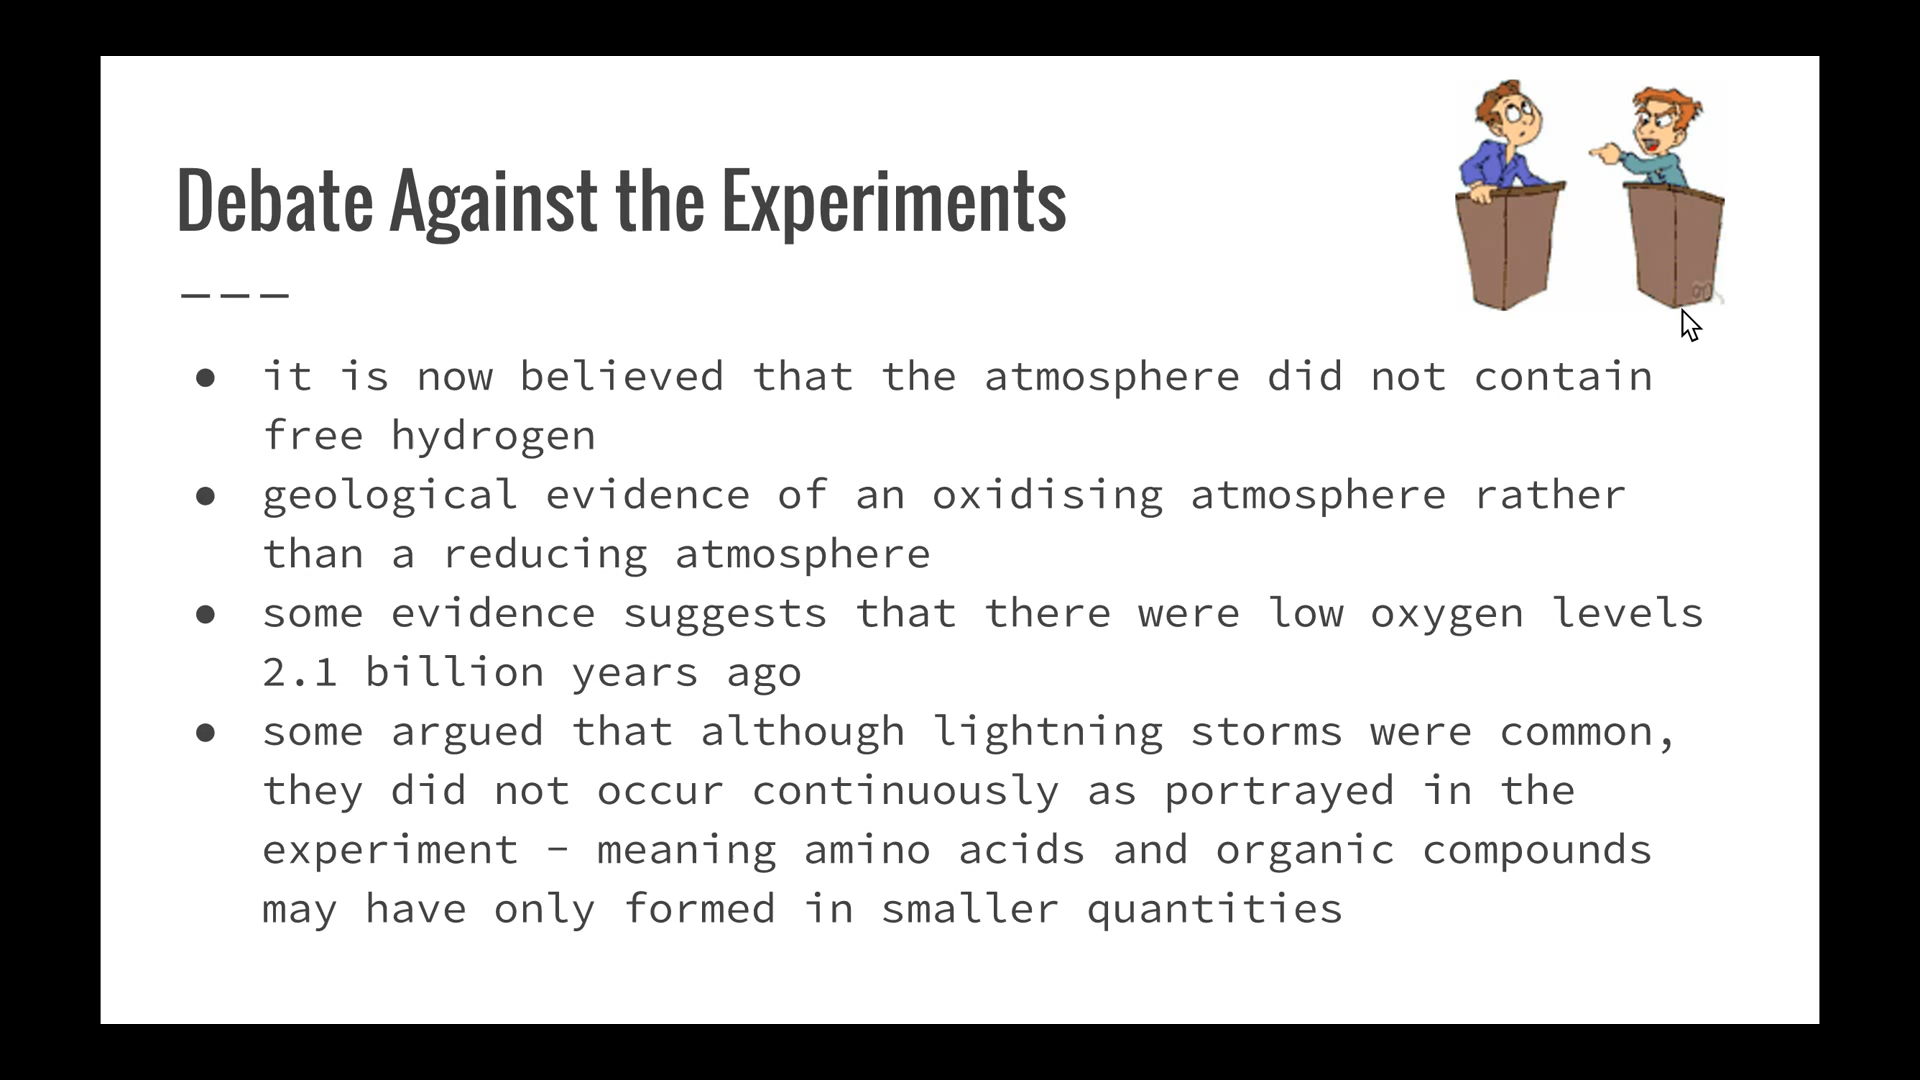 Debate Against the Experiments
● it is now believed that the atmosphere did not contain
free hydrogen
● geological evidence of an oxidising atmosphere rather
than a reducing atmosphere
● some evidence suggests that there were low oxygen levels
2.1 billion years ago
● some argued that although lightning storms were common,
they did not occur continuously as portrayed in the
experiment – meaning amino acids and organic compounds
may have only formed in smaller quantities